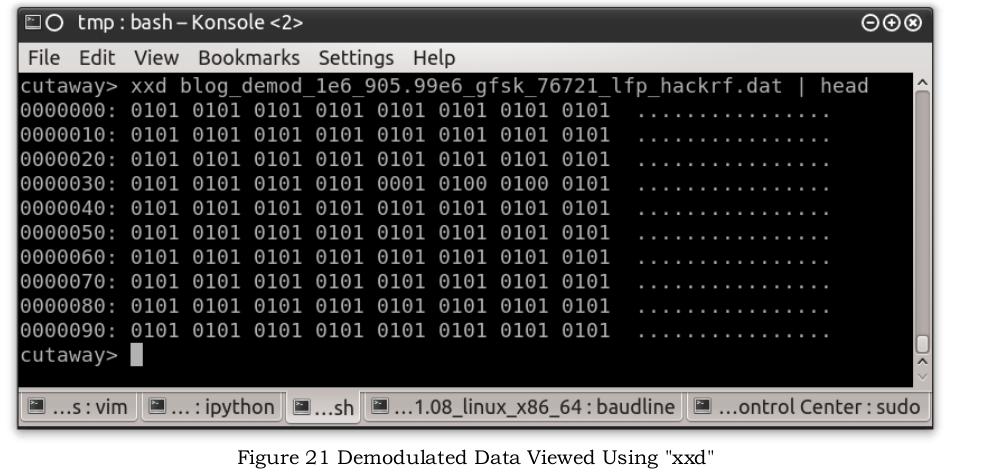 tmp : bash – Konsole <2>
File Edit View Bookmarks Settings Help
cutaway> xxd blog_demod_1e6_905.99e6_gfsk_76721_lfp_hackrf.dat | head
0000000: 0101 0101 0101 0101 0101 0101 0101 0101 ................
0000010: 0101 0101 0101 0101 0101 0101 0101 0101 ................
0000020: 0101 0101 0101 0101 0101 0101 0101 0101 ................
0000030: 0101 0101 0101 0101 0001 0100 0100 0101 ................
0000040: 0101 0101 0101 0101 0101 0101 0101 0101 ................
0000050: 0101 0101 0101 0101 0101 0101 0101 0101 ................
0000060: 0101 0101 0101 0101 0101 0101 0101 0101 ................
0000070: 0101 0101 0101 0101 0101 0101 0101 0101 ................
0000080: 0101 0101 0101 0101 0101 0101 0101 0101 ................
0000090: 0101 0101 0101 0101 0101 0101 0101 0101 ................
cutaway>
...s : vim ... : ipython ...sh ...1.08_linux_x86_64 : baudline ...ontrol Center : sudo
Figure 21 Demodulated Data Viewed Using "xxd"